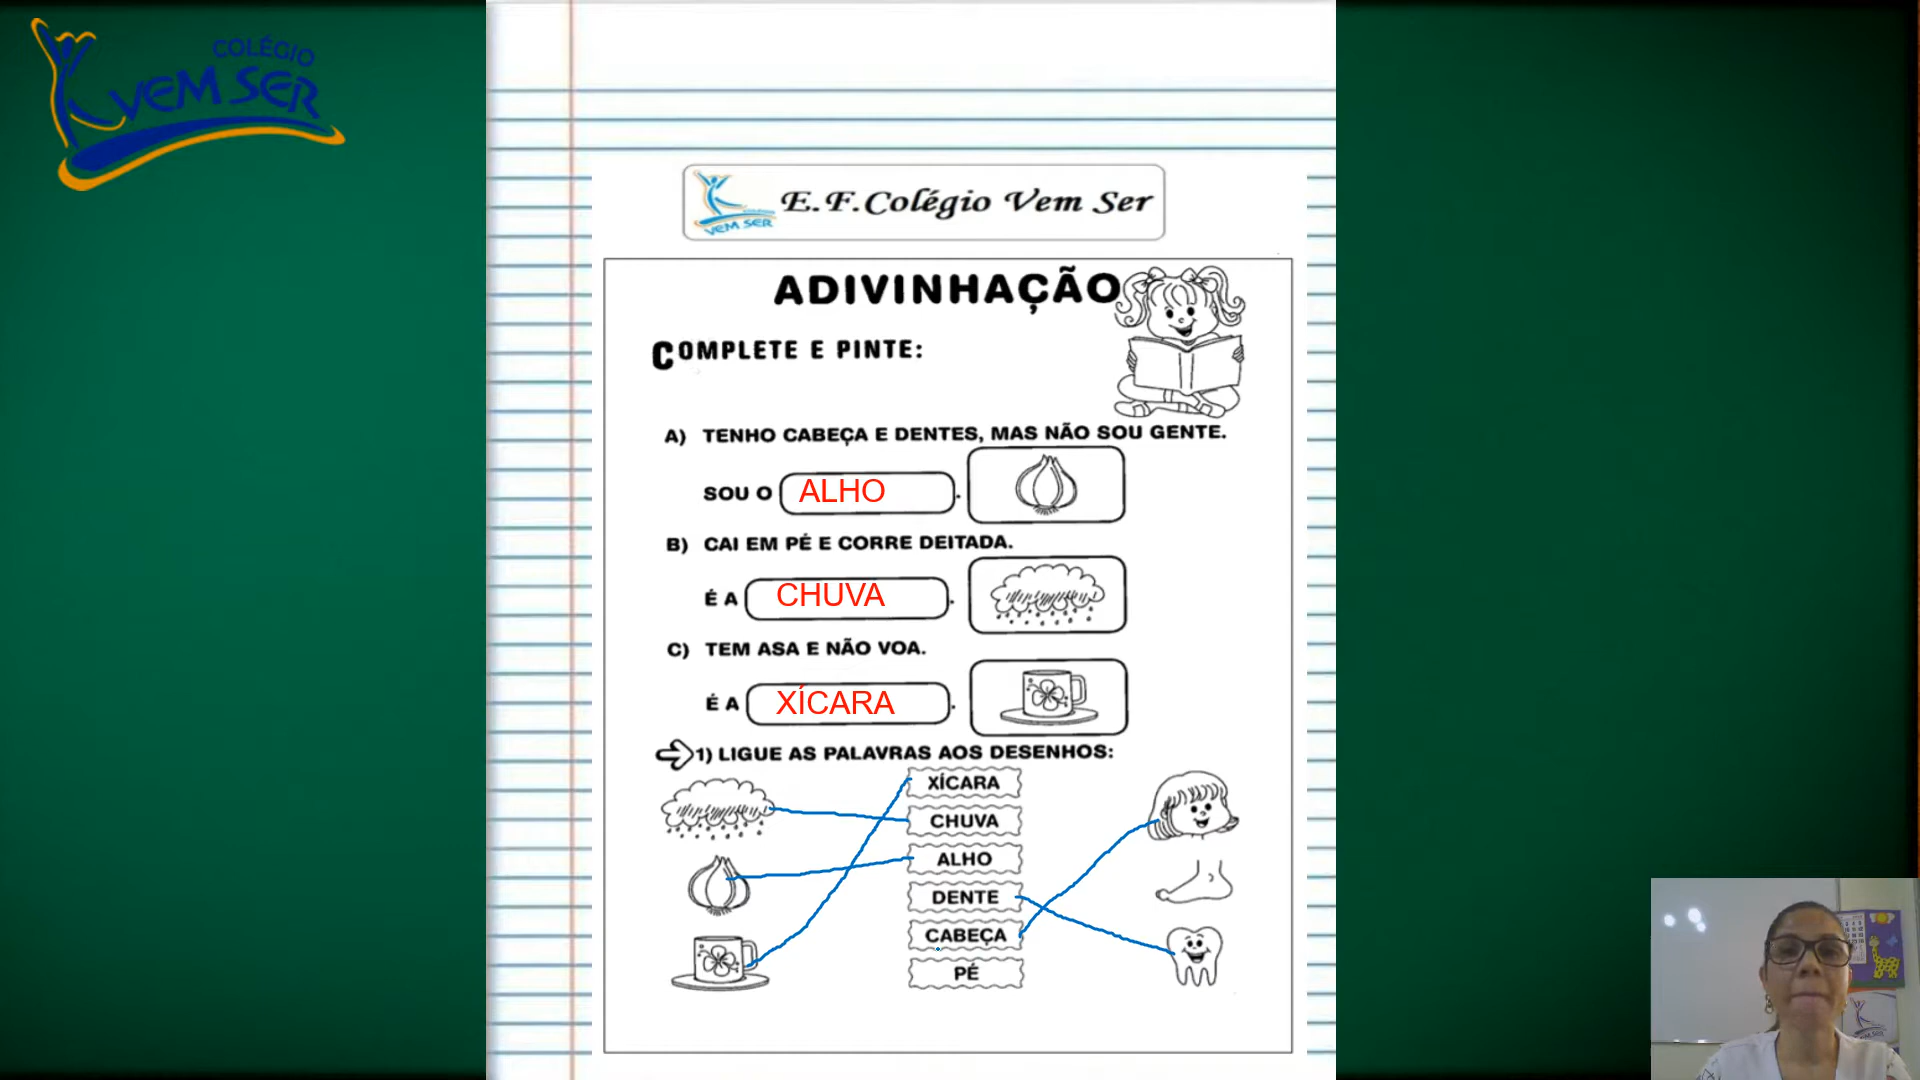 COLÉGIO
VEM SER
VEM SER
E.F.Colégio Vem Ser
ADIVINHAÇÃO
COMPLETE E PINTE:
A) TENHO CABEÇA E DENTES, MAS NÃO SOU GENTE.
SOU O ALHO.
B) CAI EM PÉ E CORRE DEITADA.
É A CHUVA.
C) TEM ASA E NÃO VOA.
É A XÍCARA.
1) LIGUE AS PALAVRAS AOS DESENHOS:
XÍCARA
CHUVA
ALHO
DENTE
CABEÇA
PÉ